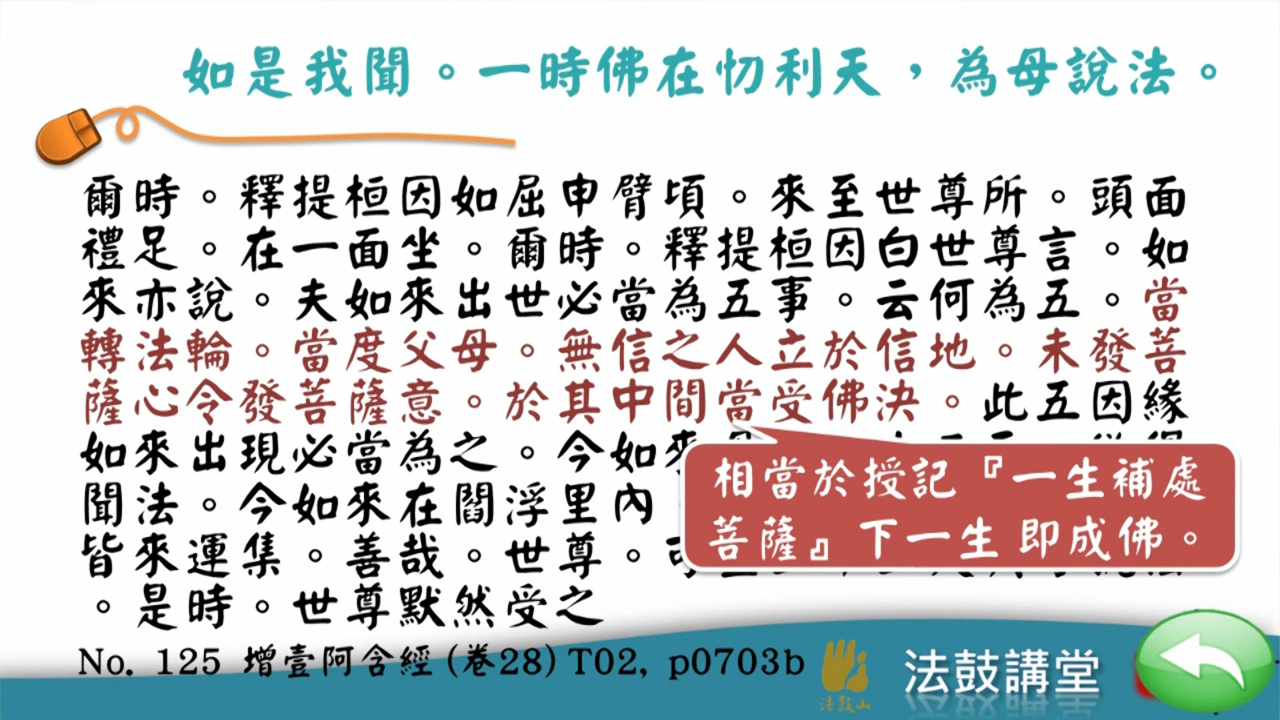 如是我聞。一時佛在忉利天，為母說法。
爾時。釋提桓因如屈申臂頃。來至世尊所。頭面
禮足。在一面坐。爾時。釋提桓因白世尊言。如
來亦說。夫如來出世必當為五事。云何為五。當
轉法輪。當度父母。無信之人立於信地。未發菩
薩心令發菩薩意。於其中間當受佛決。此五因緣
如來出現必當為之。今如來
聞法。今如來在閻浮里內
皆來運集。善哉。世尊。可
。是時。世尊默然受之
相當於授記『一生補處
菩薩』下一生 即成佛。
No. 125 增壹阿含經 (卷28) T02, p0703b
法鼓山
法鼓講堂